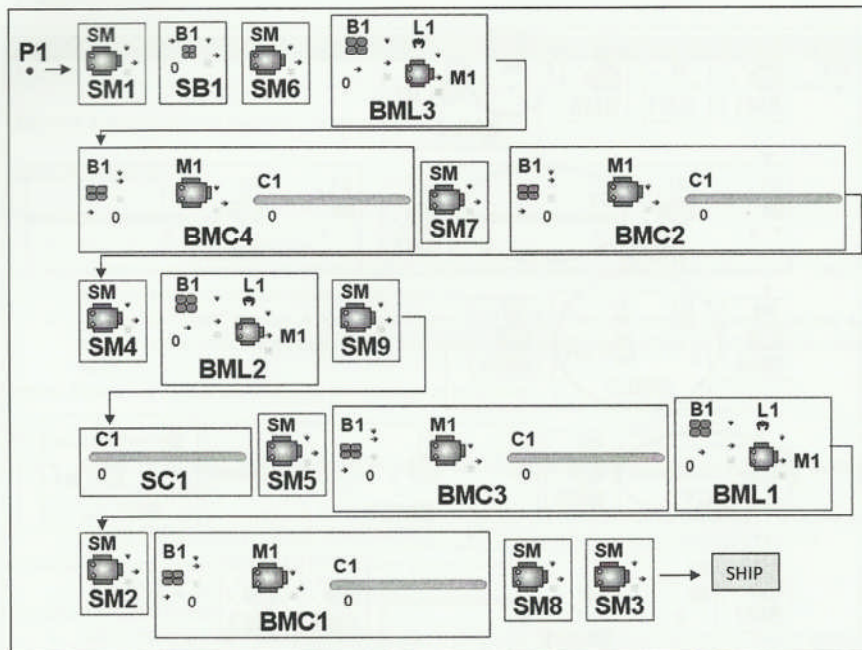 P1
SM
SM1
B1
0
SB1
SM
SM6
B1
L1
0
M1
BML3
B1
M1
C1
0
0
BMC4
SM
SM7
B1
M1
C1
0
0
BMC2
SM
SM4
B1
L1
0
M1
BML2
SM
SM9
C1
0
SC1
SM
SM5
B1
M1
C1
0
0
BMC3
B1
L1
0
M1
BML1
SM
SM2
B1
M1
C1
0
0
BMC1
SM
SM8
SM
SM3
SHIP